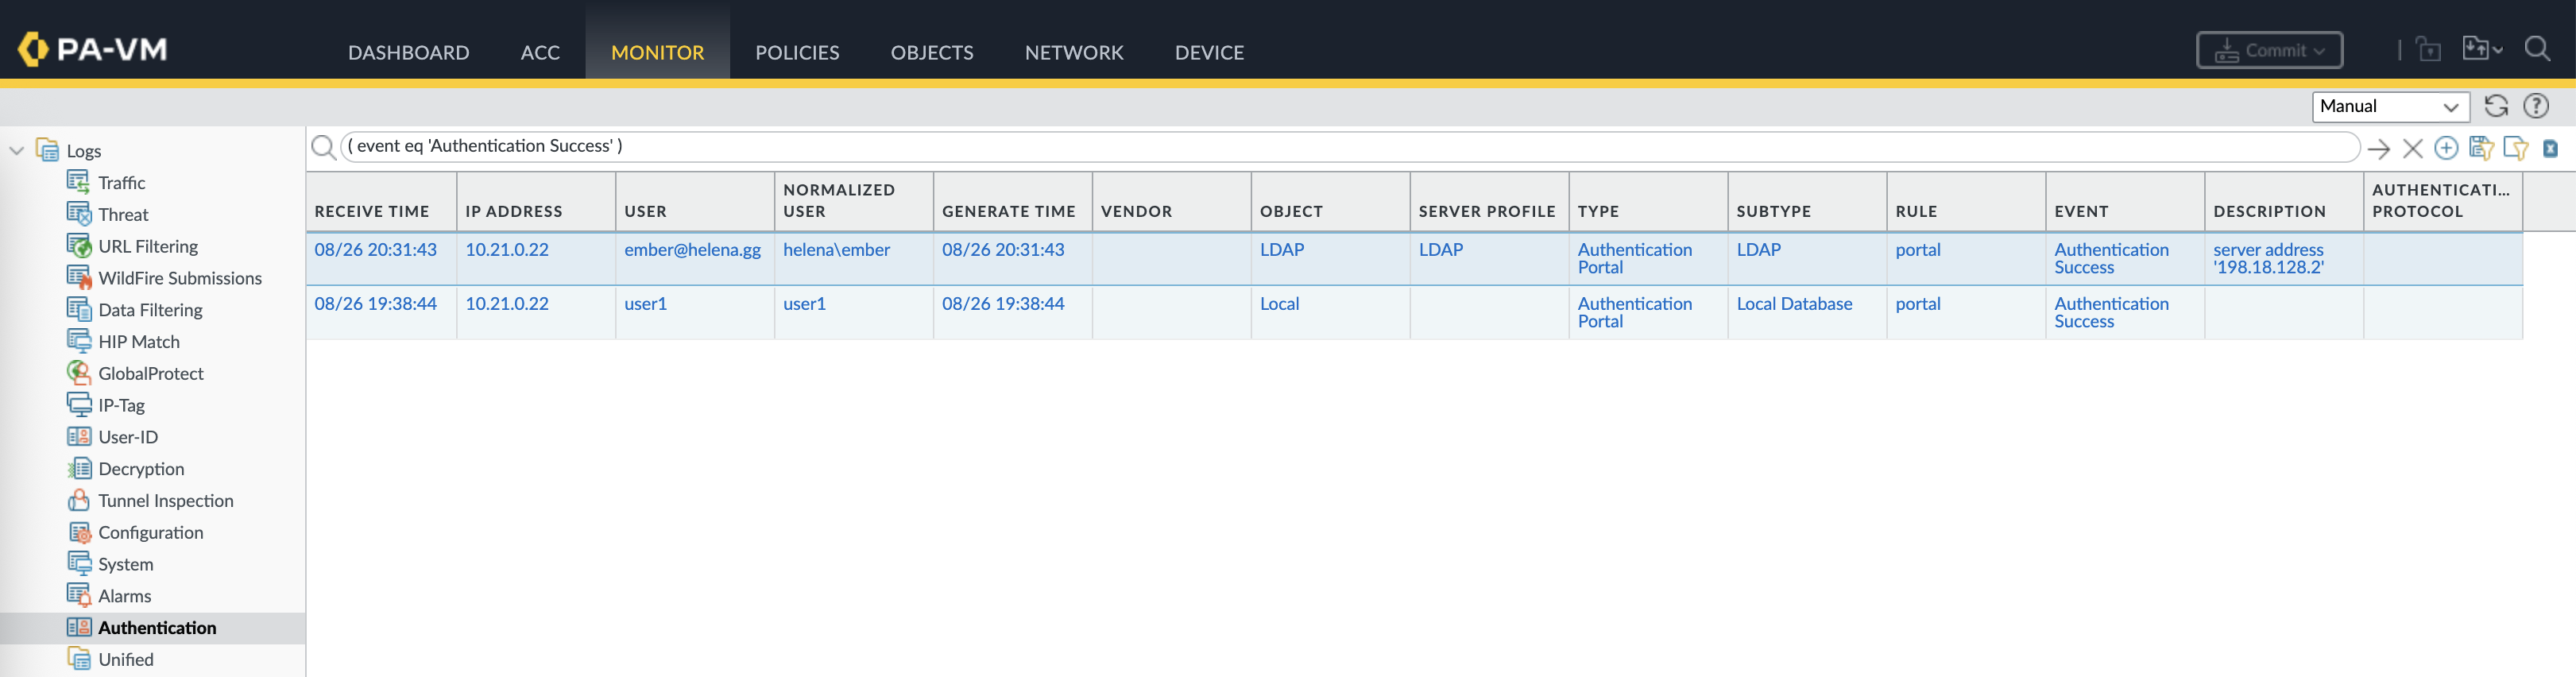 PA-VM
DASHBOARD ACC MONITOR POLICIES OBJECTS NETWORK DEVICE
Commit
Manual
Logs
Traffic
Threat
URL Filtering
WildFire Submissions
Data Filtering
HIP Match
GlobalProtect
IP-Tag
User-ID
Decryption
Tunnel Inspection
Configuration
System
Alarms
Authentication
Unified
( event eq 'Authentication Success' )
RECEIVE TIME IP ADDRESS USER NORMALIZED USER GENERATE TIME VENDOR OBJECT SERVER PROFILE TYPE SUBTYPE RULE EVENT DESCRIPTION AUTHENTICATI... PROTOCOL
08/26 20:31:43 10.21.0.22 ember@helena.gg helena\ember 08/26 20:31:43 LDAP LDAP Authentication Portal LDAP portal Authentication Success server address '198.18.128.2'
08/26 19:38:44 10.21.0.22 user1 user1 08/26 19:38:44 Local Authentication Portal Local Database portal Authentication Success